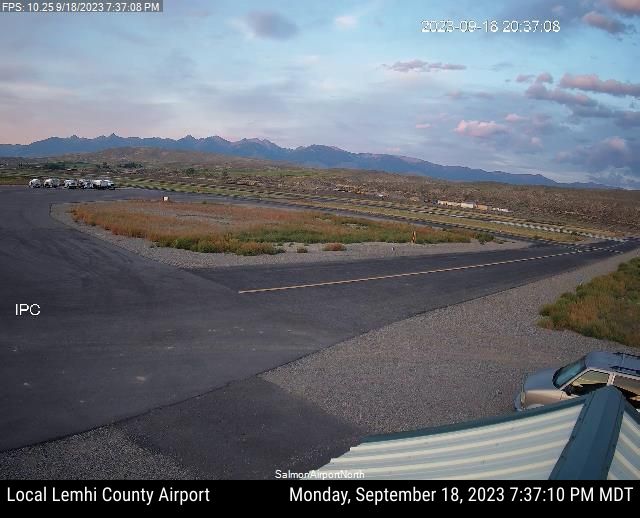 FPS: 10.25 9/18/2023 7:37:08 PM
2023-09-18 20:37:08
IPC
SalmonAirportNorth
Local Lemhi County Airport
Monday, September 18, 2023 7:37:10 PM MDT